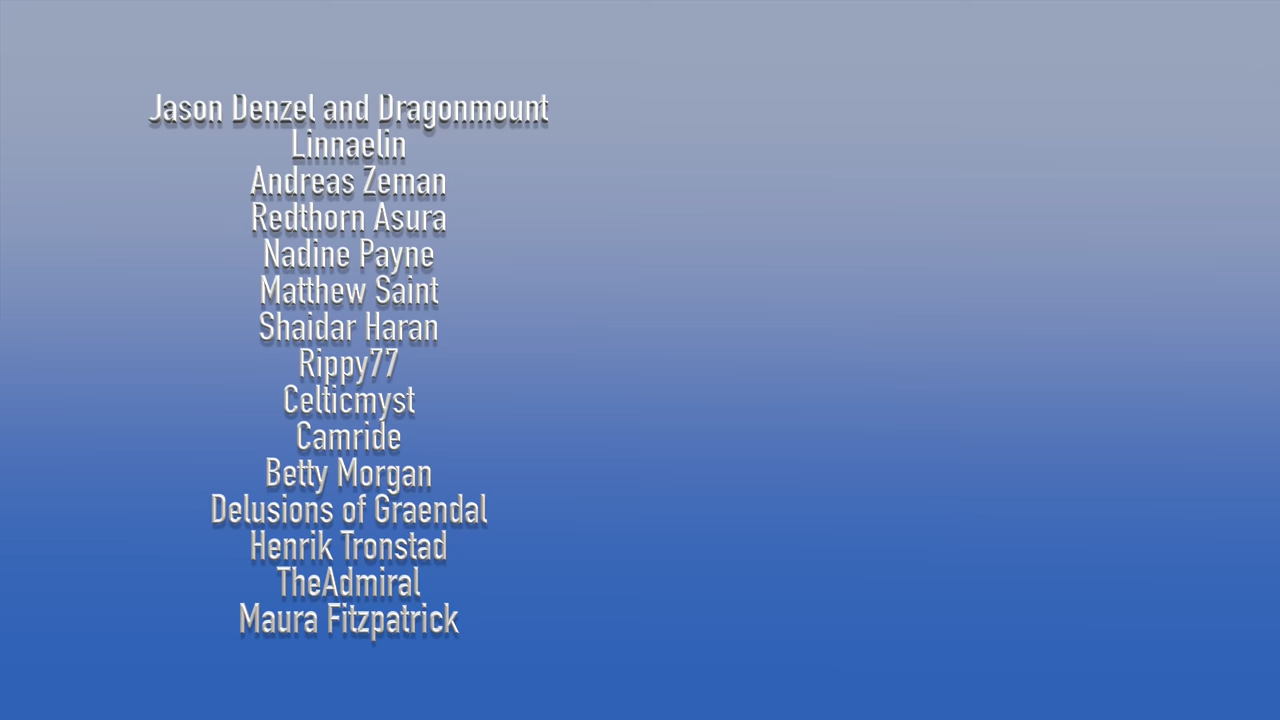 Jason Denzel and Dragonmount
Linnaelin
Andreas Zeman
Redthorn Asura
Nadine Payne
Matthew Saint
Shaidar Haran
Rippy77
Celticmyst
Camride
Betty Morgan
Delusions of Graendal
Henrik Tronstad
TheAdmiral
Maura Fitzpatrick